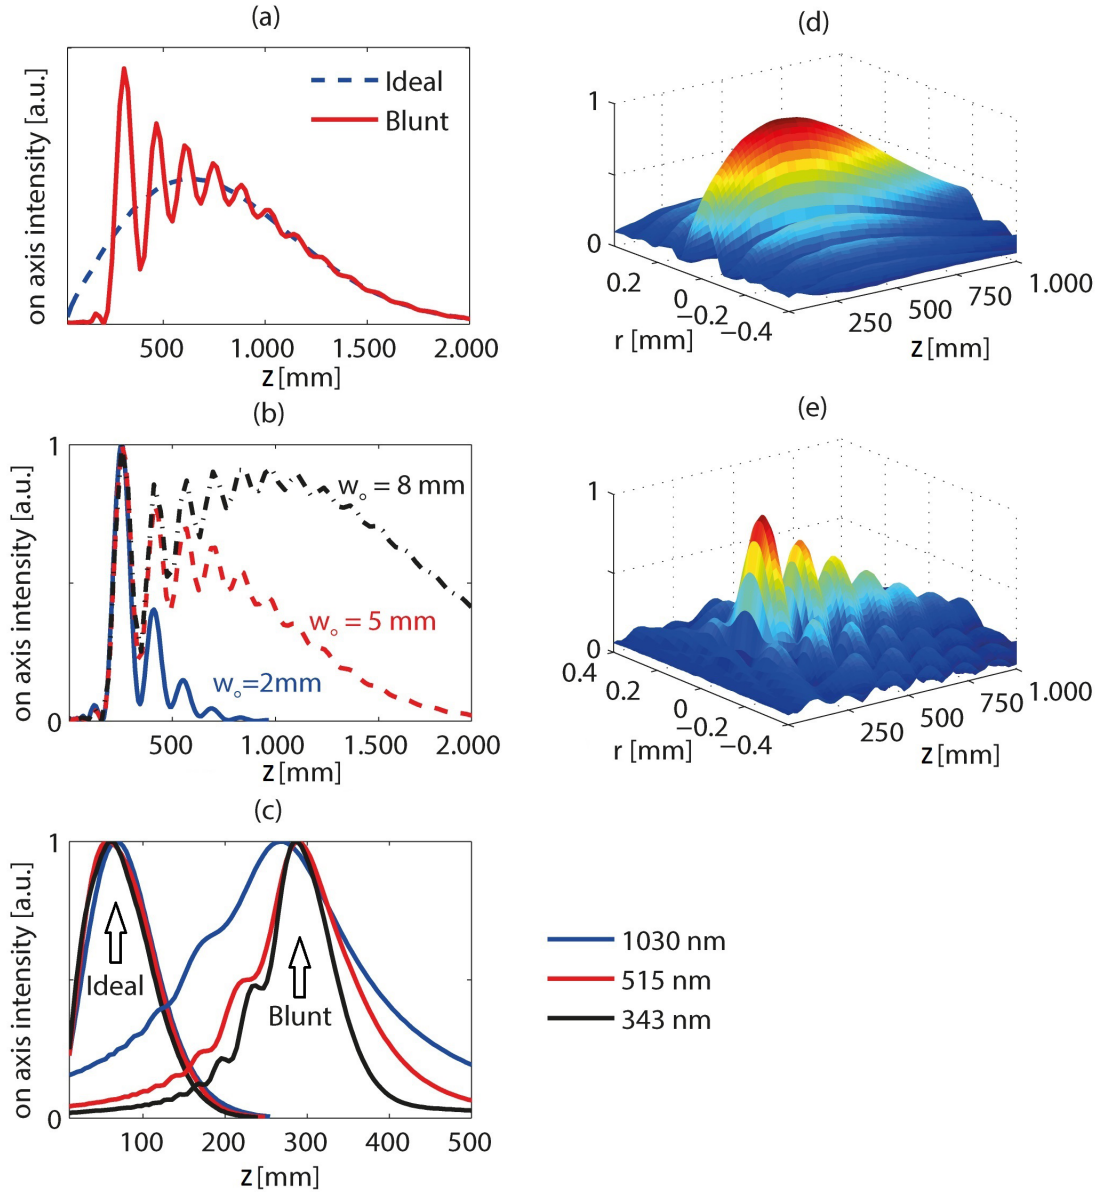 (a)
on axis intensity [a.u.]
Ideal
Blunt
500
1.000
1.500
2.000
z [mm]
(b)
on axis intensity [a.u.]
1
0
w₀ = 8 mm
w₀ = 5 mm
w₀=2mm
500
1.000
1.500
2.000
z [mm]
(c)
on axis intensity [a.u.]
1
0
Ideal
Blunt
100
200
300
400
500
z [mm]
(d)
1
0
0.2
0
−0.2
−0.4
r [mm]
250
500
750
1.000
z [mm]
(e)
1
0
0.4
0.2
0
−0.2
−0.4
r [mm]
250
500
750
1.000
z [mm]
1030 nm
515 nm
343 nm